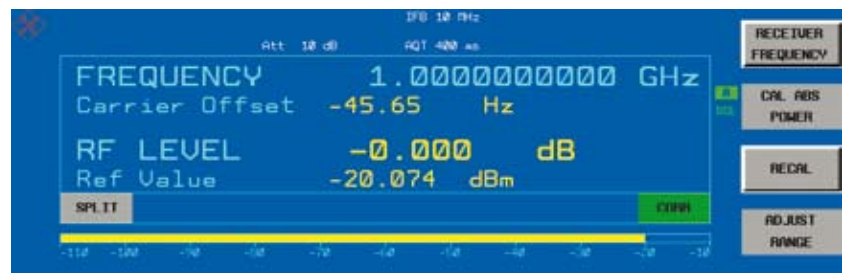 IFB 10 MHz
Att 10 dB AQT 400 ms
FREQUENCY 1.0000000000 GHz
Carrier Offset -45.65 Hz
RF LEVEL -0.000 dB
Ref Value -20.074 dBm
SPLIT CORR
-110 -100 -90 -80 -70 -60 -50 -40 -30 -20 -10
RECEIVER
FREQUENCY
CAL ABS
POWER
RECAL
ADJUST
RANGE